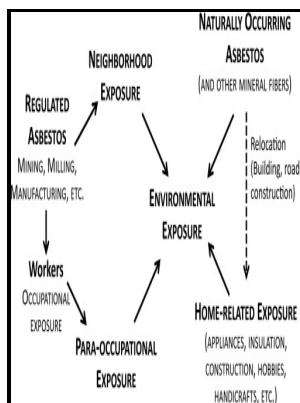 NATURALLY OCCURRING
ASBESTOS
(AND OTHER MINERAL FIBERS)
NEIGHBORHOOD
EXPOSURE
REGULATED
ASBESTOS
MINING, MILLING,
MANUFACTURING, ETC.
Relocation
(Building, road
construction)
ENVIRONMENTAL
EXPOSURE
WORKERS
OCCUPATIONAL
EXPOSURE
PARA-OCCUPATIONAL
EXPOSURE
HOME-RELATED EXPOSURE
(APPLIANCES, INSULATION,
CONSTRUCTION, HOBBIES,
HANDICRAFTS, ETC.)